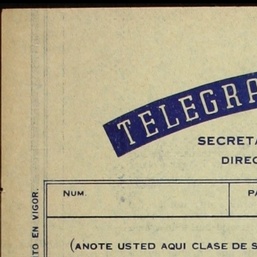 TELEGRA
SECRETA
DIREC
NUM.
PA
(ANOTE USTED AQUI CLASE DE S
TO EN VIGOR.